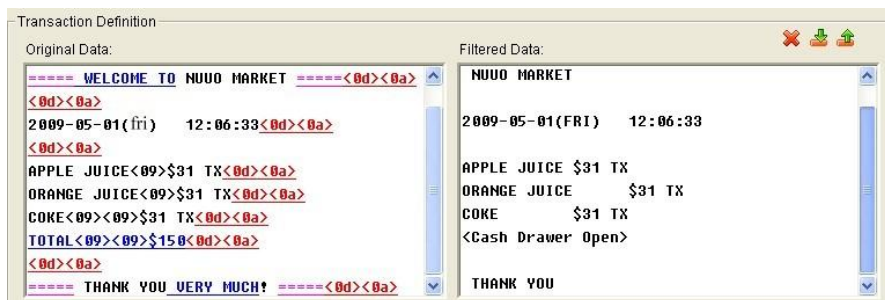 Transaction Definition
Original Data:
===== WELCOME TO NUUO MARKET =====<0d><0a>
<0d><0a>
2009-05-01(fri) 12:06:33<0d><0a>
<0d><0a>
APPLE JUICE<09>$31 TX<0d><0a>
ORANGE JUICE<09>$31 TX<0d><0a>
COKE<09><09>$31 TX<0d><0a>
TOTAL<09><09>$150<0d><0a>
<0d><0a>
===== THANK YOU VERY MUCH! =====<0d><0a>
Filtered Data:
NUUO MARKET
2009-05-01(FRI) 12:06:33
APPLE JUICE $31 TX
ORANGE JUICE $31 TX
COKE $31 TX
<Cash Drawer Open>
THANK YOU